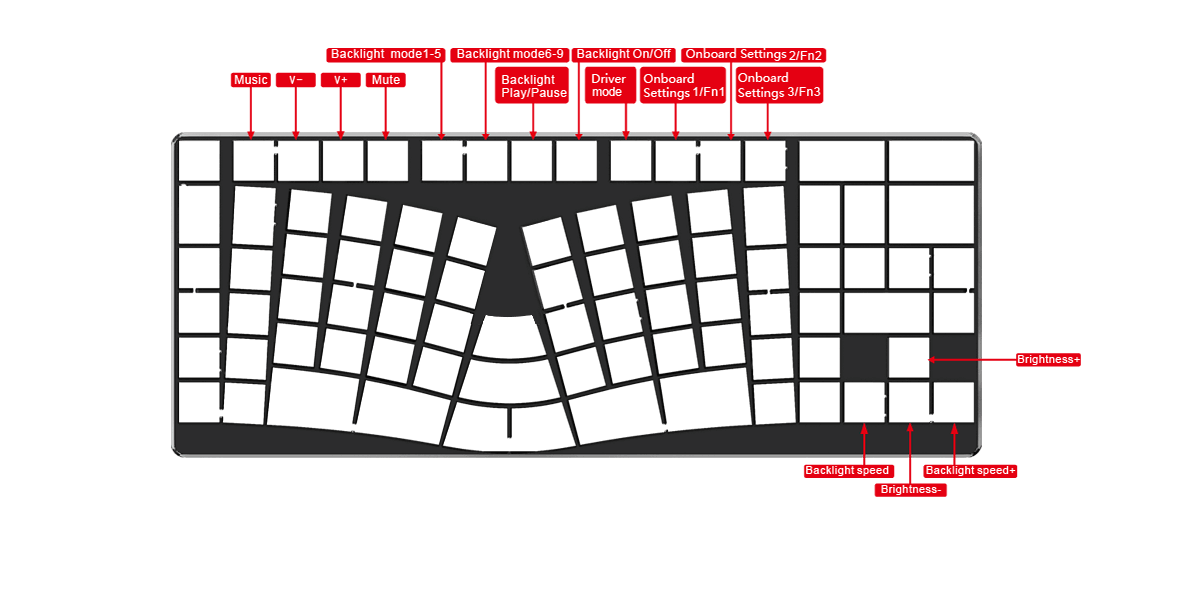 Backlight mode1-5
Backlight mode6-9
Backlight On/Off
Onboard Settings 2/Fn2
Music
V-
V+
Mute
Backlight
Play/Pause
Driver
mode
Onboard
Settings 1/Fn1
Onboard
Settings 3/Fn3
Brightness+
Backlight speed
Backlight speed+
Brightness-